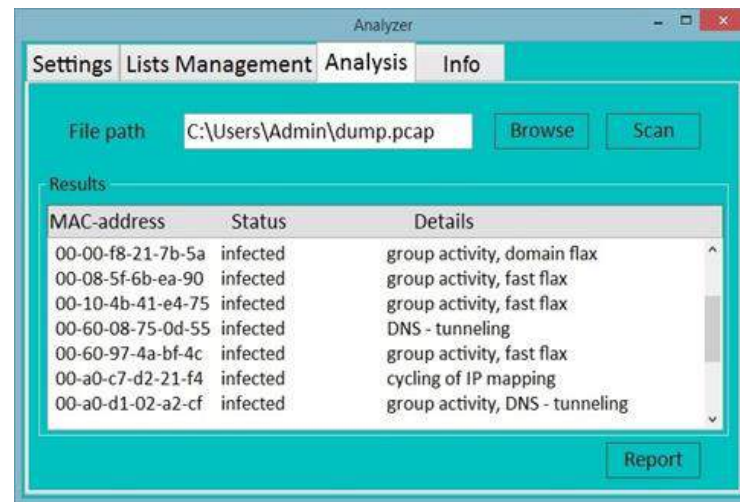 Analyzer
Settings Lists Management Analysis Info
File path C:\Users\Admin\dump.pcap Browse Scan
Results
MAC-address Status Details
00-00-f8-21-7b-5a infected group activity, domain flax
00-08-5f-6b-ea-90 infected group activity, fast flax
00-10-4b-41-e4-75 infected group activity, fast flax
00-60-08-75-0d-55 infected DNS - tunneling
00-60-97-4a-bf-4c infected group activity, fast flax
00-a0-c7-d2-21-f4 infected cycling of IP mapping
00-a0-d1-02-a2-cf infected group activity, DNS - tunneling
Report